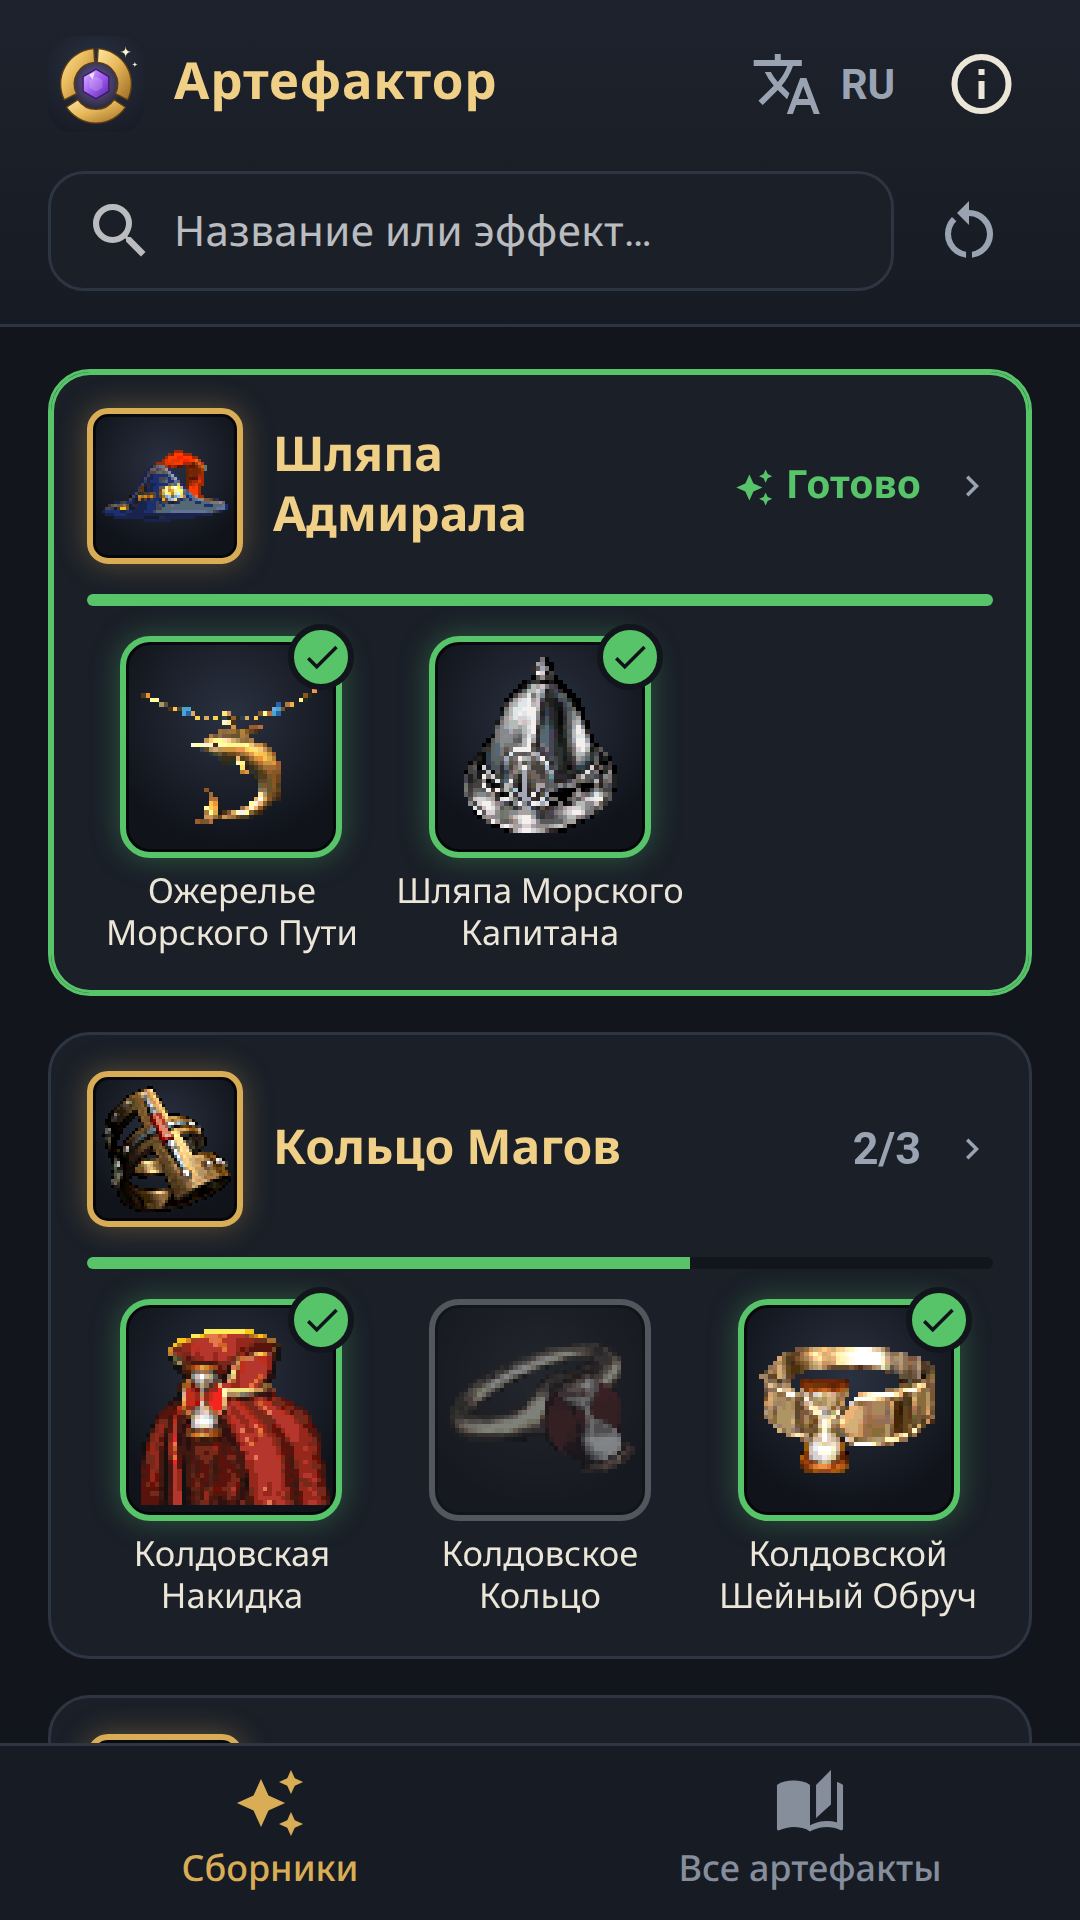 Артефактор
RU
Название или эффект...
Шляпа
Адмирала
Готово
Ожерелье
Морского Пути
Шляпа Морского
Капитана
Кольцо Магов
2/3
Колдовская
Накидка
Колдовское
Кольцо
Колдовской
Шейный Обруч
Сборники
Все артефакты